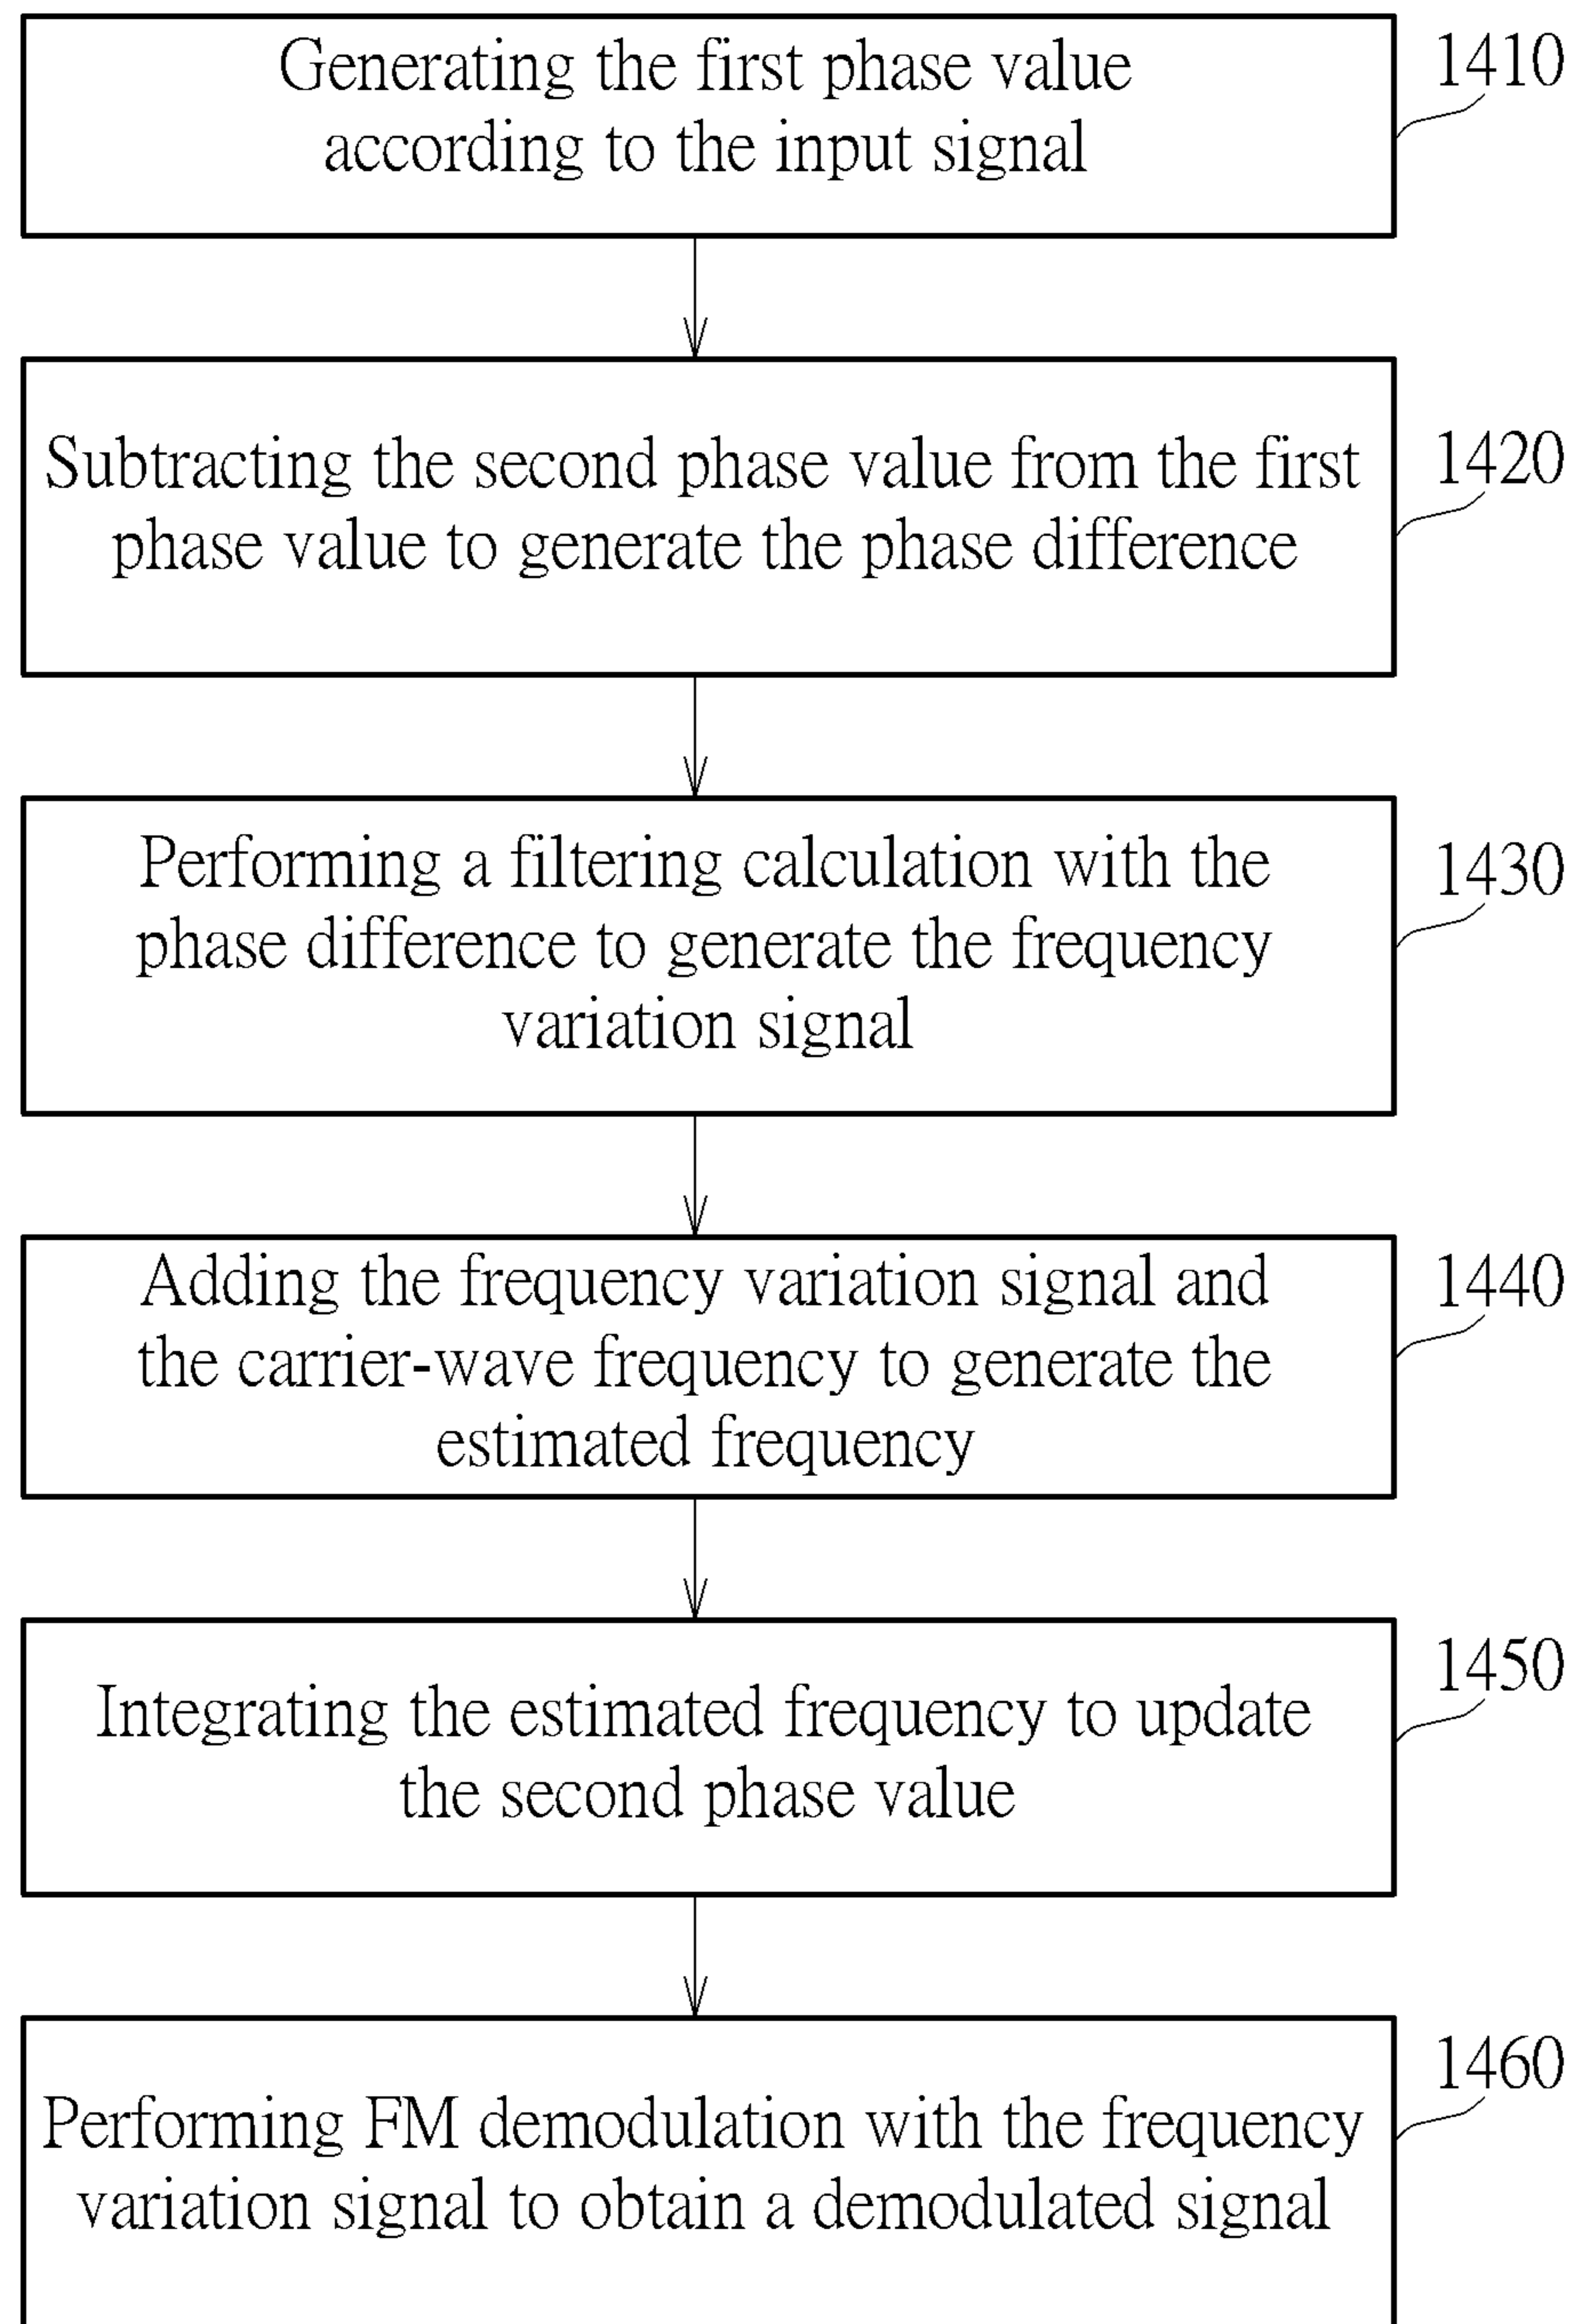 Generating the first phase value
according to the input signal
1410
Subtracting the second phase value from the first
phase value to generate the phase difference
1420
Performing a filtering calculation with the
phase difference to generate the frequency
variation signal
1430
Adding the frequency variation signal and
the carrier-wave frequency to generate the
estimated frequency
1440
Integrating the estimated frequency to update
the second phase value
1450
Performing FM demodulation with the frequency
variation signal to obtain a demodulated signal
1460